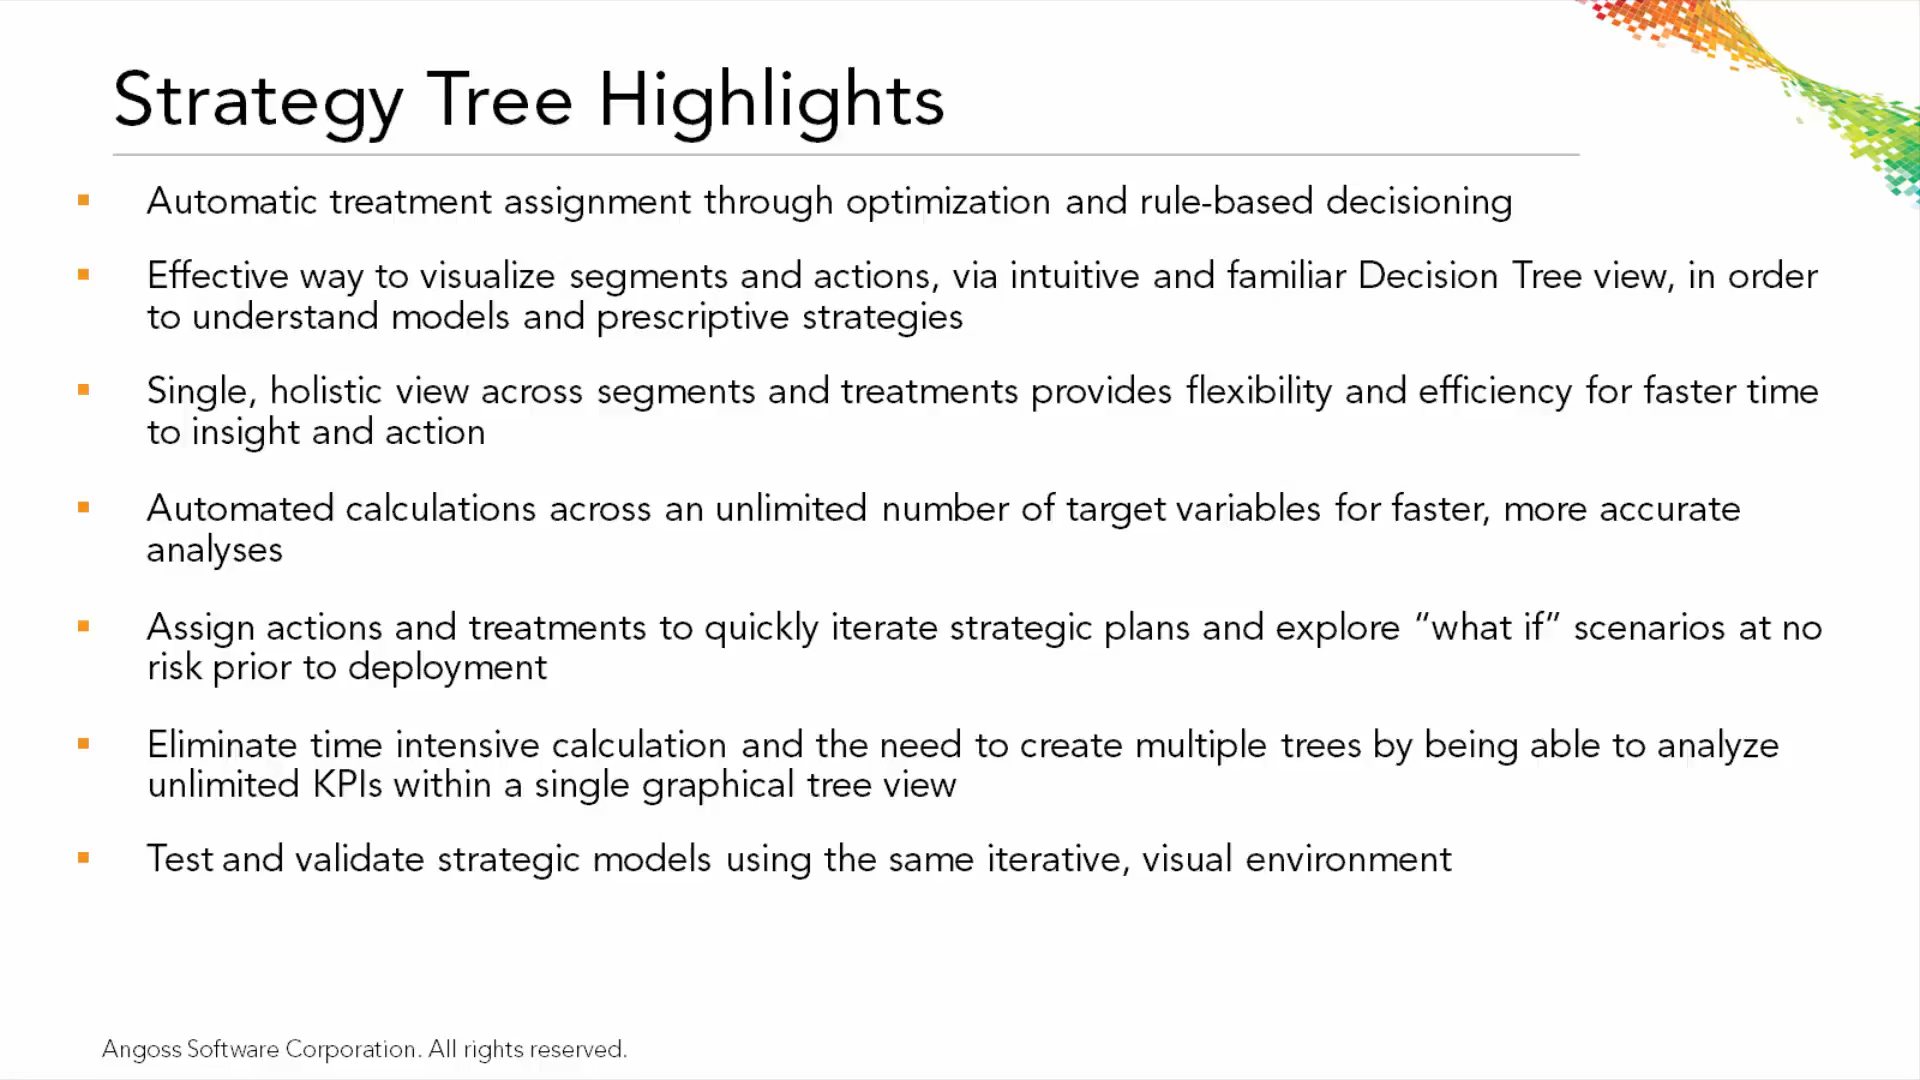 Strategy Tree Highlights
Automatic treatment assignment through optimization and rule-based decisioning
Effective way to visualize segments and actions, via intuitive and familiar Decision Tree view, in order
to understand models and prescriptive strategies
Single, holistic view across segments and treatments provides flexibility and efficiency for faster time
to insight and action
Automated calculations across an unlimited number of target variables for faster, more accurate
analyses
Assign actions and treatments to quickly iterate strategic plans and explore “what if” scenarios at no
risk prior to deployment
Eliminate time intensive calculation and the need to create multiple trees by being able to analyze
unlimited KPIs within a single graphical tree view
Test and validate strategic models using the same iterative, visual environment
Angoss Software Corporation. All rights reserved.